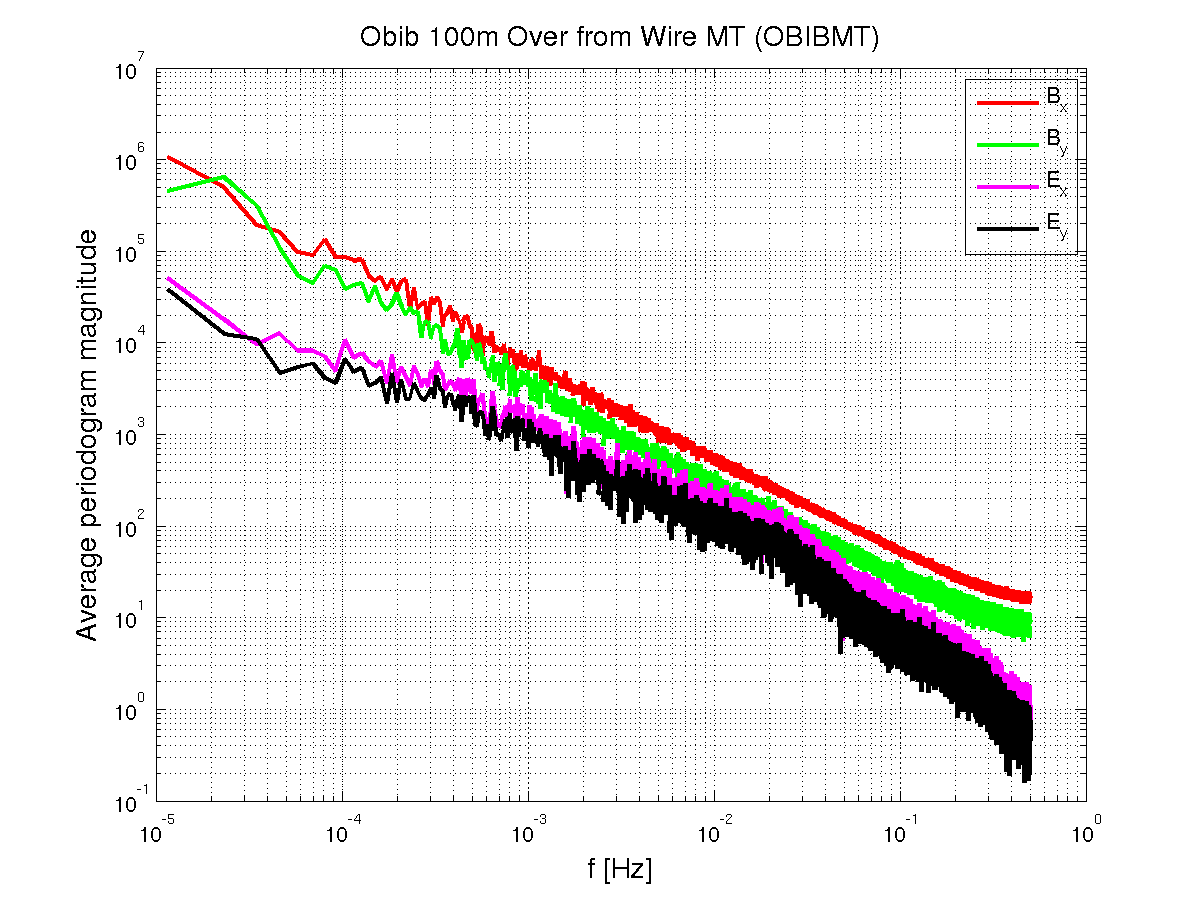 Obib 100m Over from Wire MT (OBIBMT)
10^7
10^6
10^5
10^4
10^3
10^2
10^1
10^0
10^-1
Average periodogram magnitude
B_x
B_y
E_x
E_y
10^-5 10^-4 10^-3 10^-2 10^-1 10^0
f [Hz]